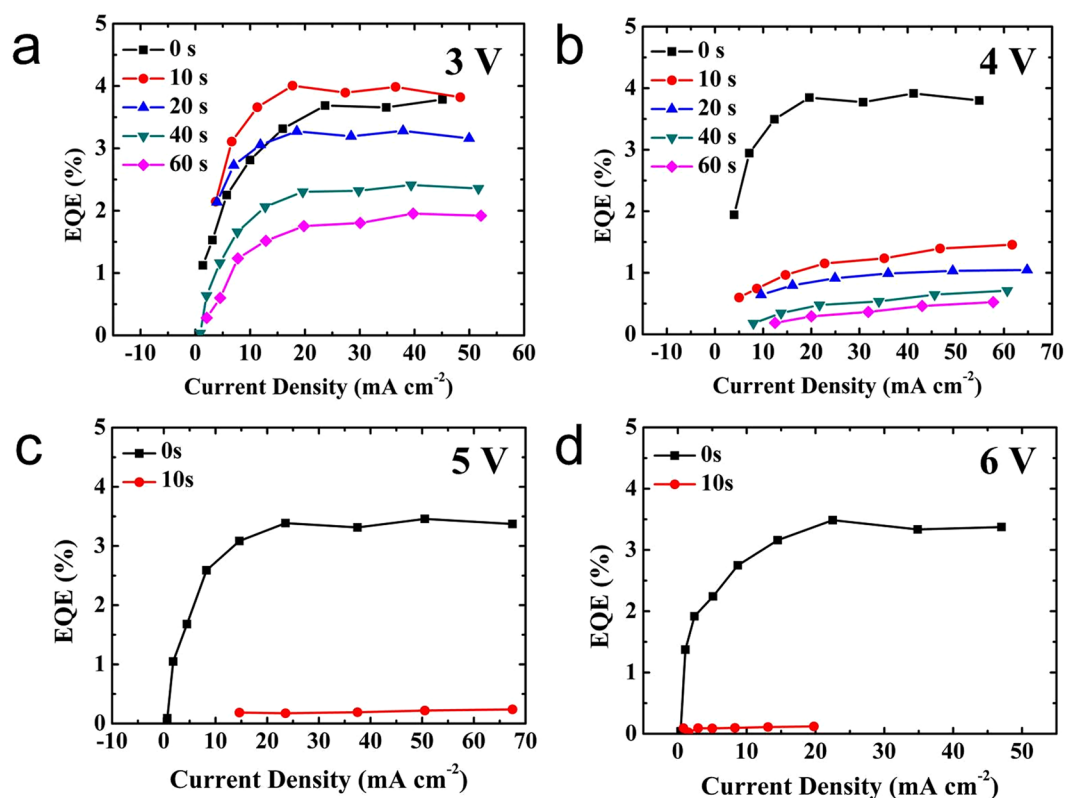 a
3 V
0 s
10 s
20 s
40 s
60 s
EQE (%)
5
4
3
2
1
0
-10 0 10 20 30 40 50 60
Current Density (mA cm-2)
b
4 V
0 s
10 s
20 s
40 s
60 s
EQE (%)
5
4
3
2
1
0
-10 0 10 20 30 40 50 60 70
Current Density (mA cm-2)
c
5 V
0s
10s
EQE (%)
5
4
3
2
1
0
-10 0 10 20 30 40 50 60 70
Current Density (mA cm-2)
d
6 V
0s
10s
EQE (%)
5
4
3
2
1
0
0 10 20 30 40 50
Current Density (mA cm-2)